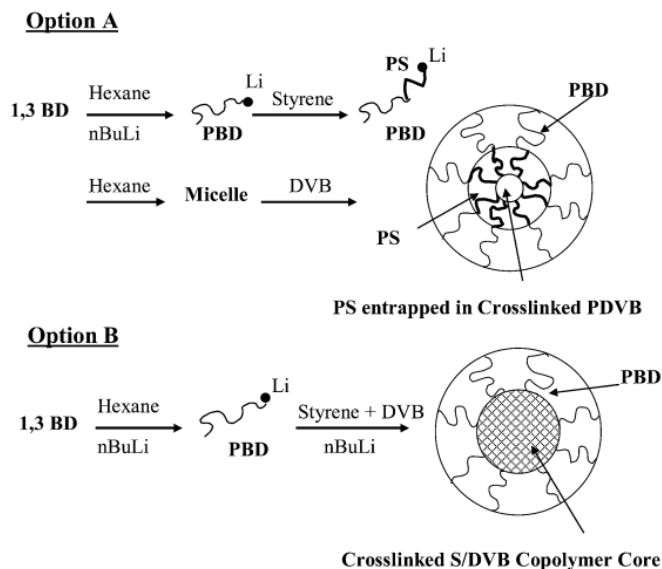 Option A
1,3 BD
Hexane
nBuLi
Li
PBD
Styrene
PS
Li
PBD
PBD
Hexane
Micelle
DVB
PS
PS entrapped in Crosslinked PDVB
Option B
1,3 BD
Hexane
nBuLi
Li
PBD
Styrene + DVB
nBuLi
PBD
Crosslinked S/DVB Copolymer Core